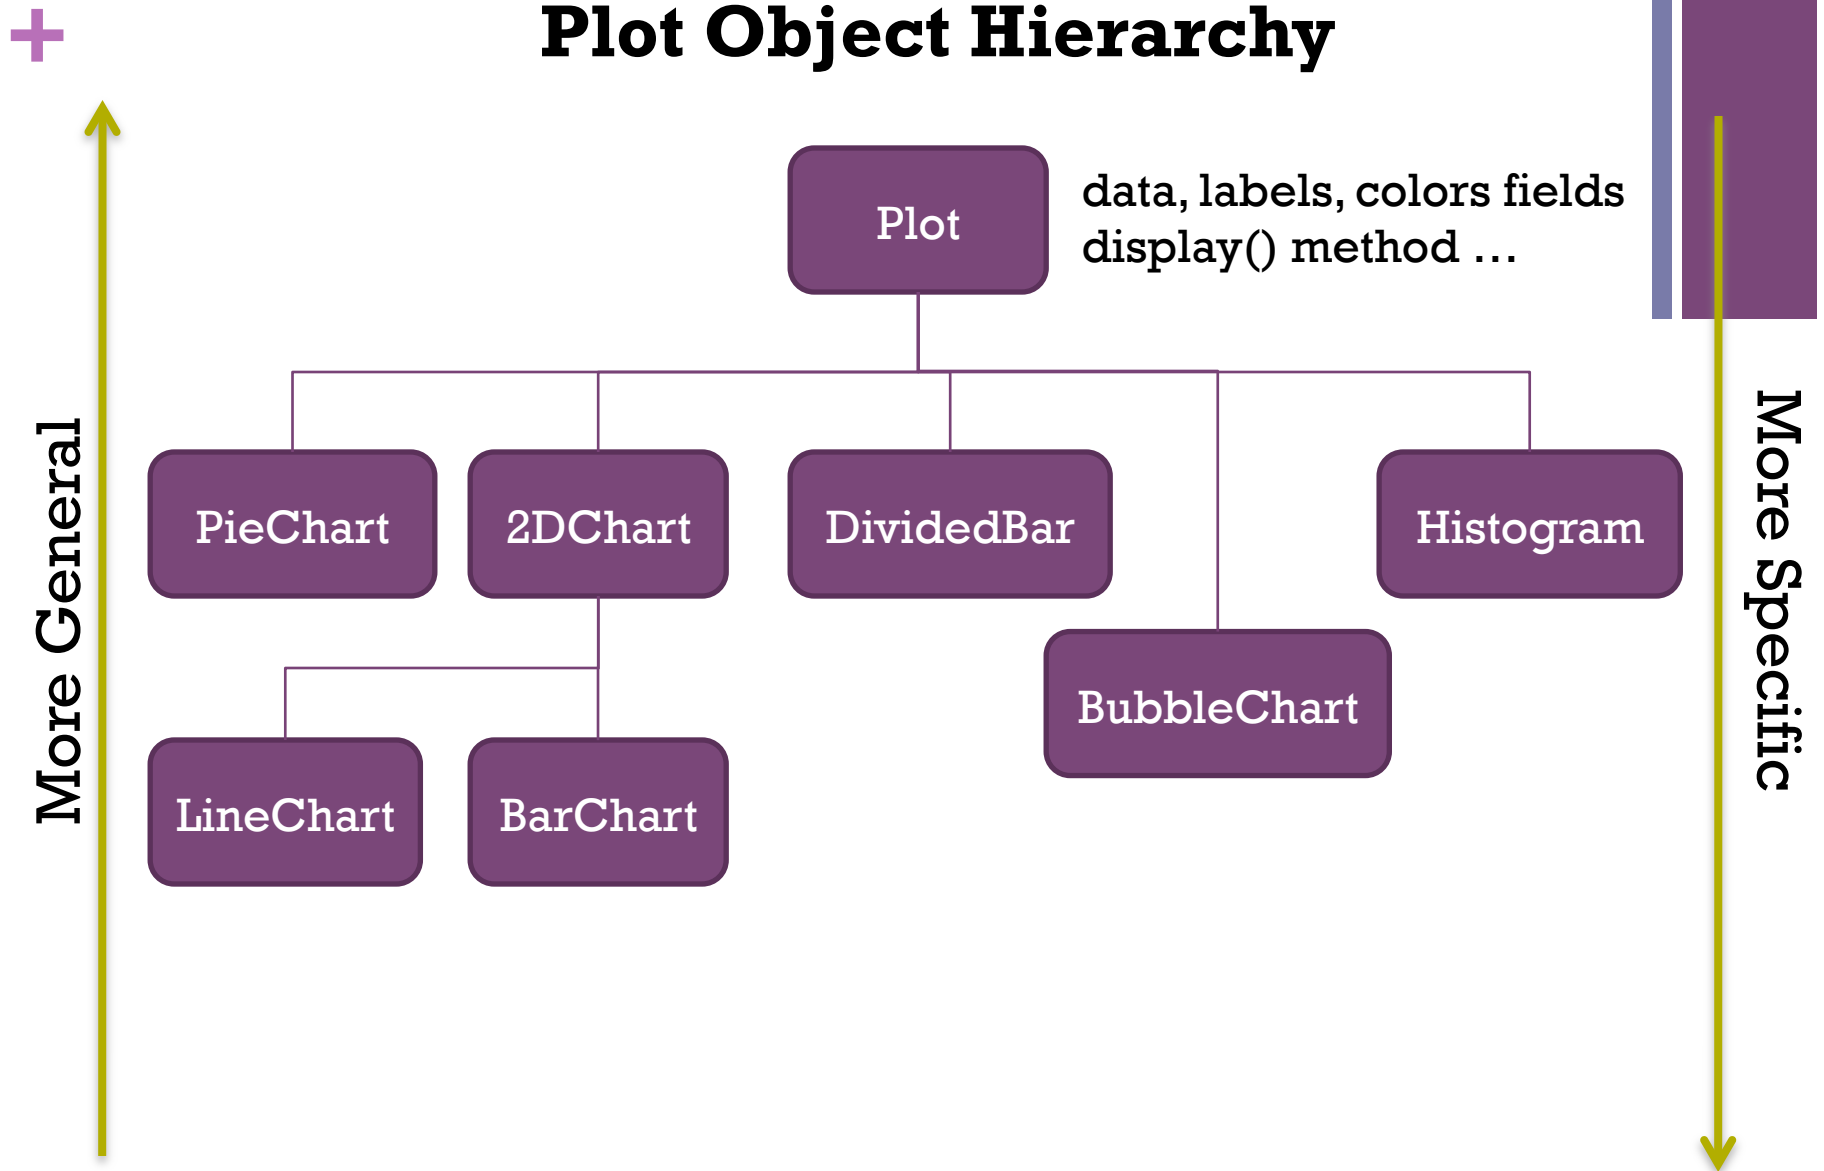 +
Plot Object Hierarchy
Plot
data, labels, colors fields
display() method …
More General
More Specific
PieChart
2DChart
DividedBar
Histogram
BubbleChart
LineChart
BarChart